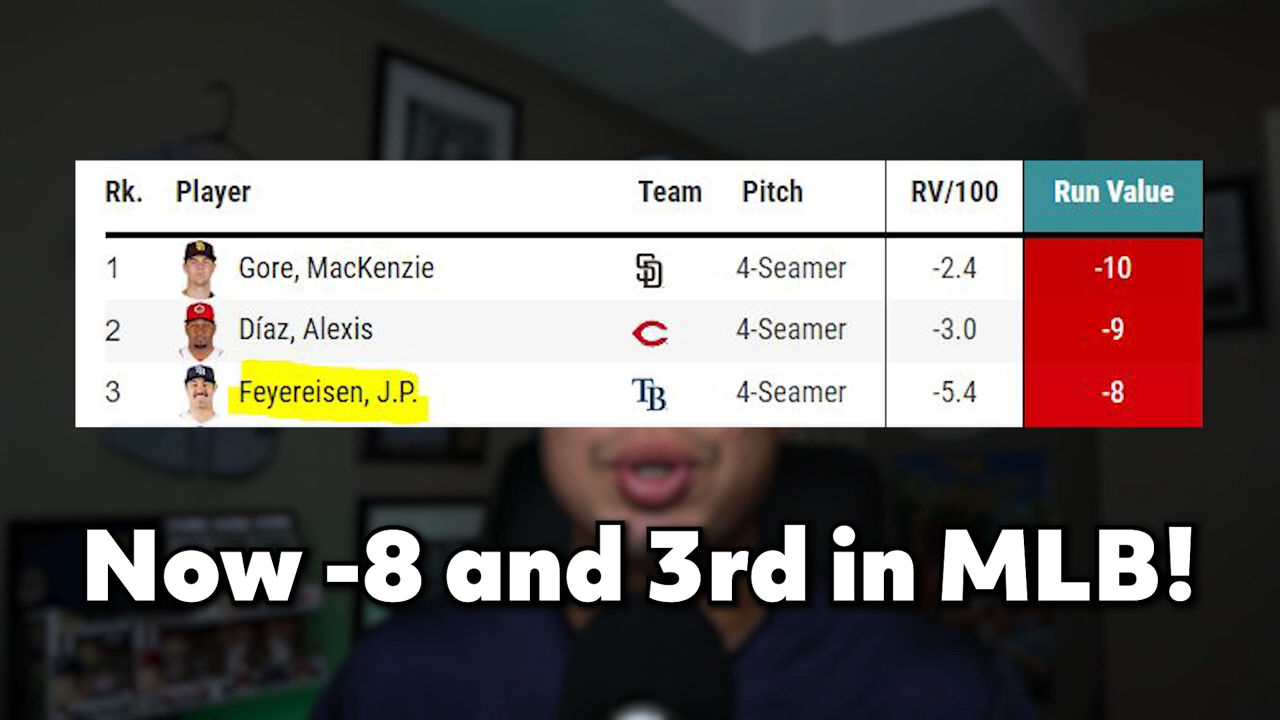 Rk. Player Team Pitch RV/100 Run Value
1 Gore, MacKenzie SD 4-Seamer -2.4 -10
2 Díaz, Alexis C 4-Seamer -3.0 -9
3 Feyereisen, J.P. TB 4-Seamer -5.4 -8
Now -8 and 3rd in MLB!